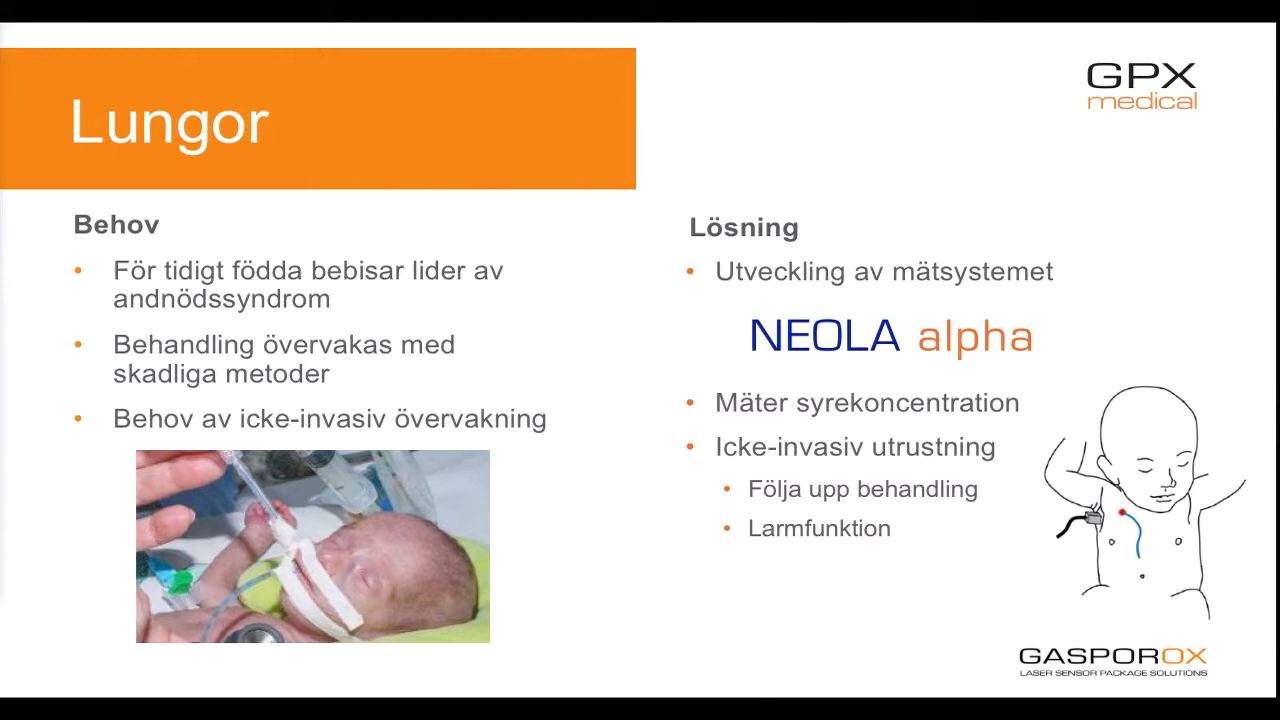 Lungor
GPX
medical
Behov
• För tidigt födda bebisar lider av
andnödssyndrom
• Behandling övervakas med
skadliga metoder
• Behov av icke-invasiv övervakning
Lösning
• Utveckling av mätsystemet
NEOLA alpha
• Mäter syrekoncentration
• Icke-invasiv utrustning
• Följa upp behandling
• Larmfunktion
GASPOROX
LASER SENSOR PACKAGE SOLUTIONS